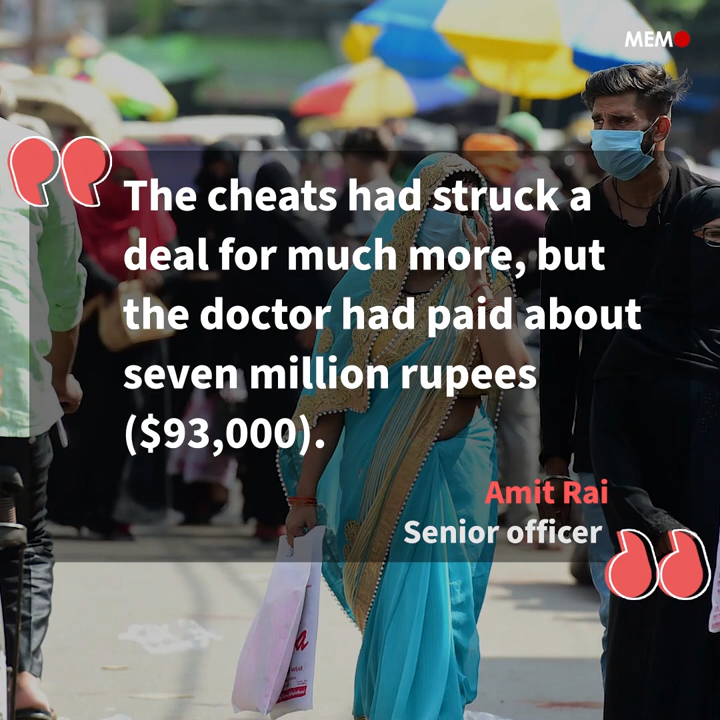 MEMO
The cheats had struck a
deal for much more, but
the doctor had paid about
seven million rupees
($93,000).
Amit Rai
Senior officer